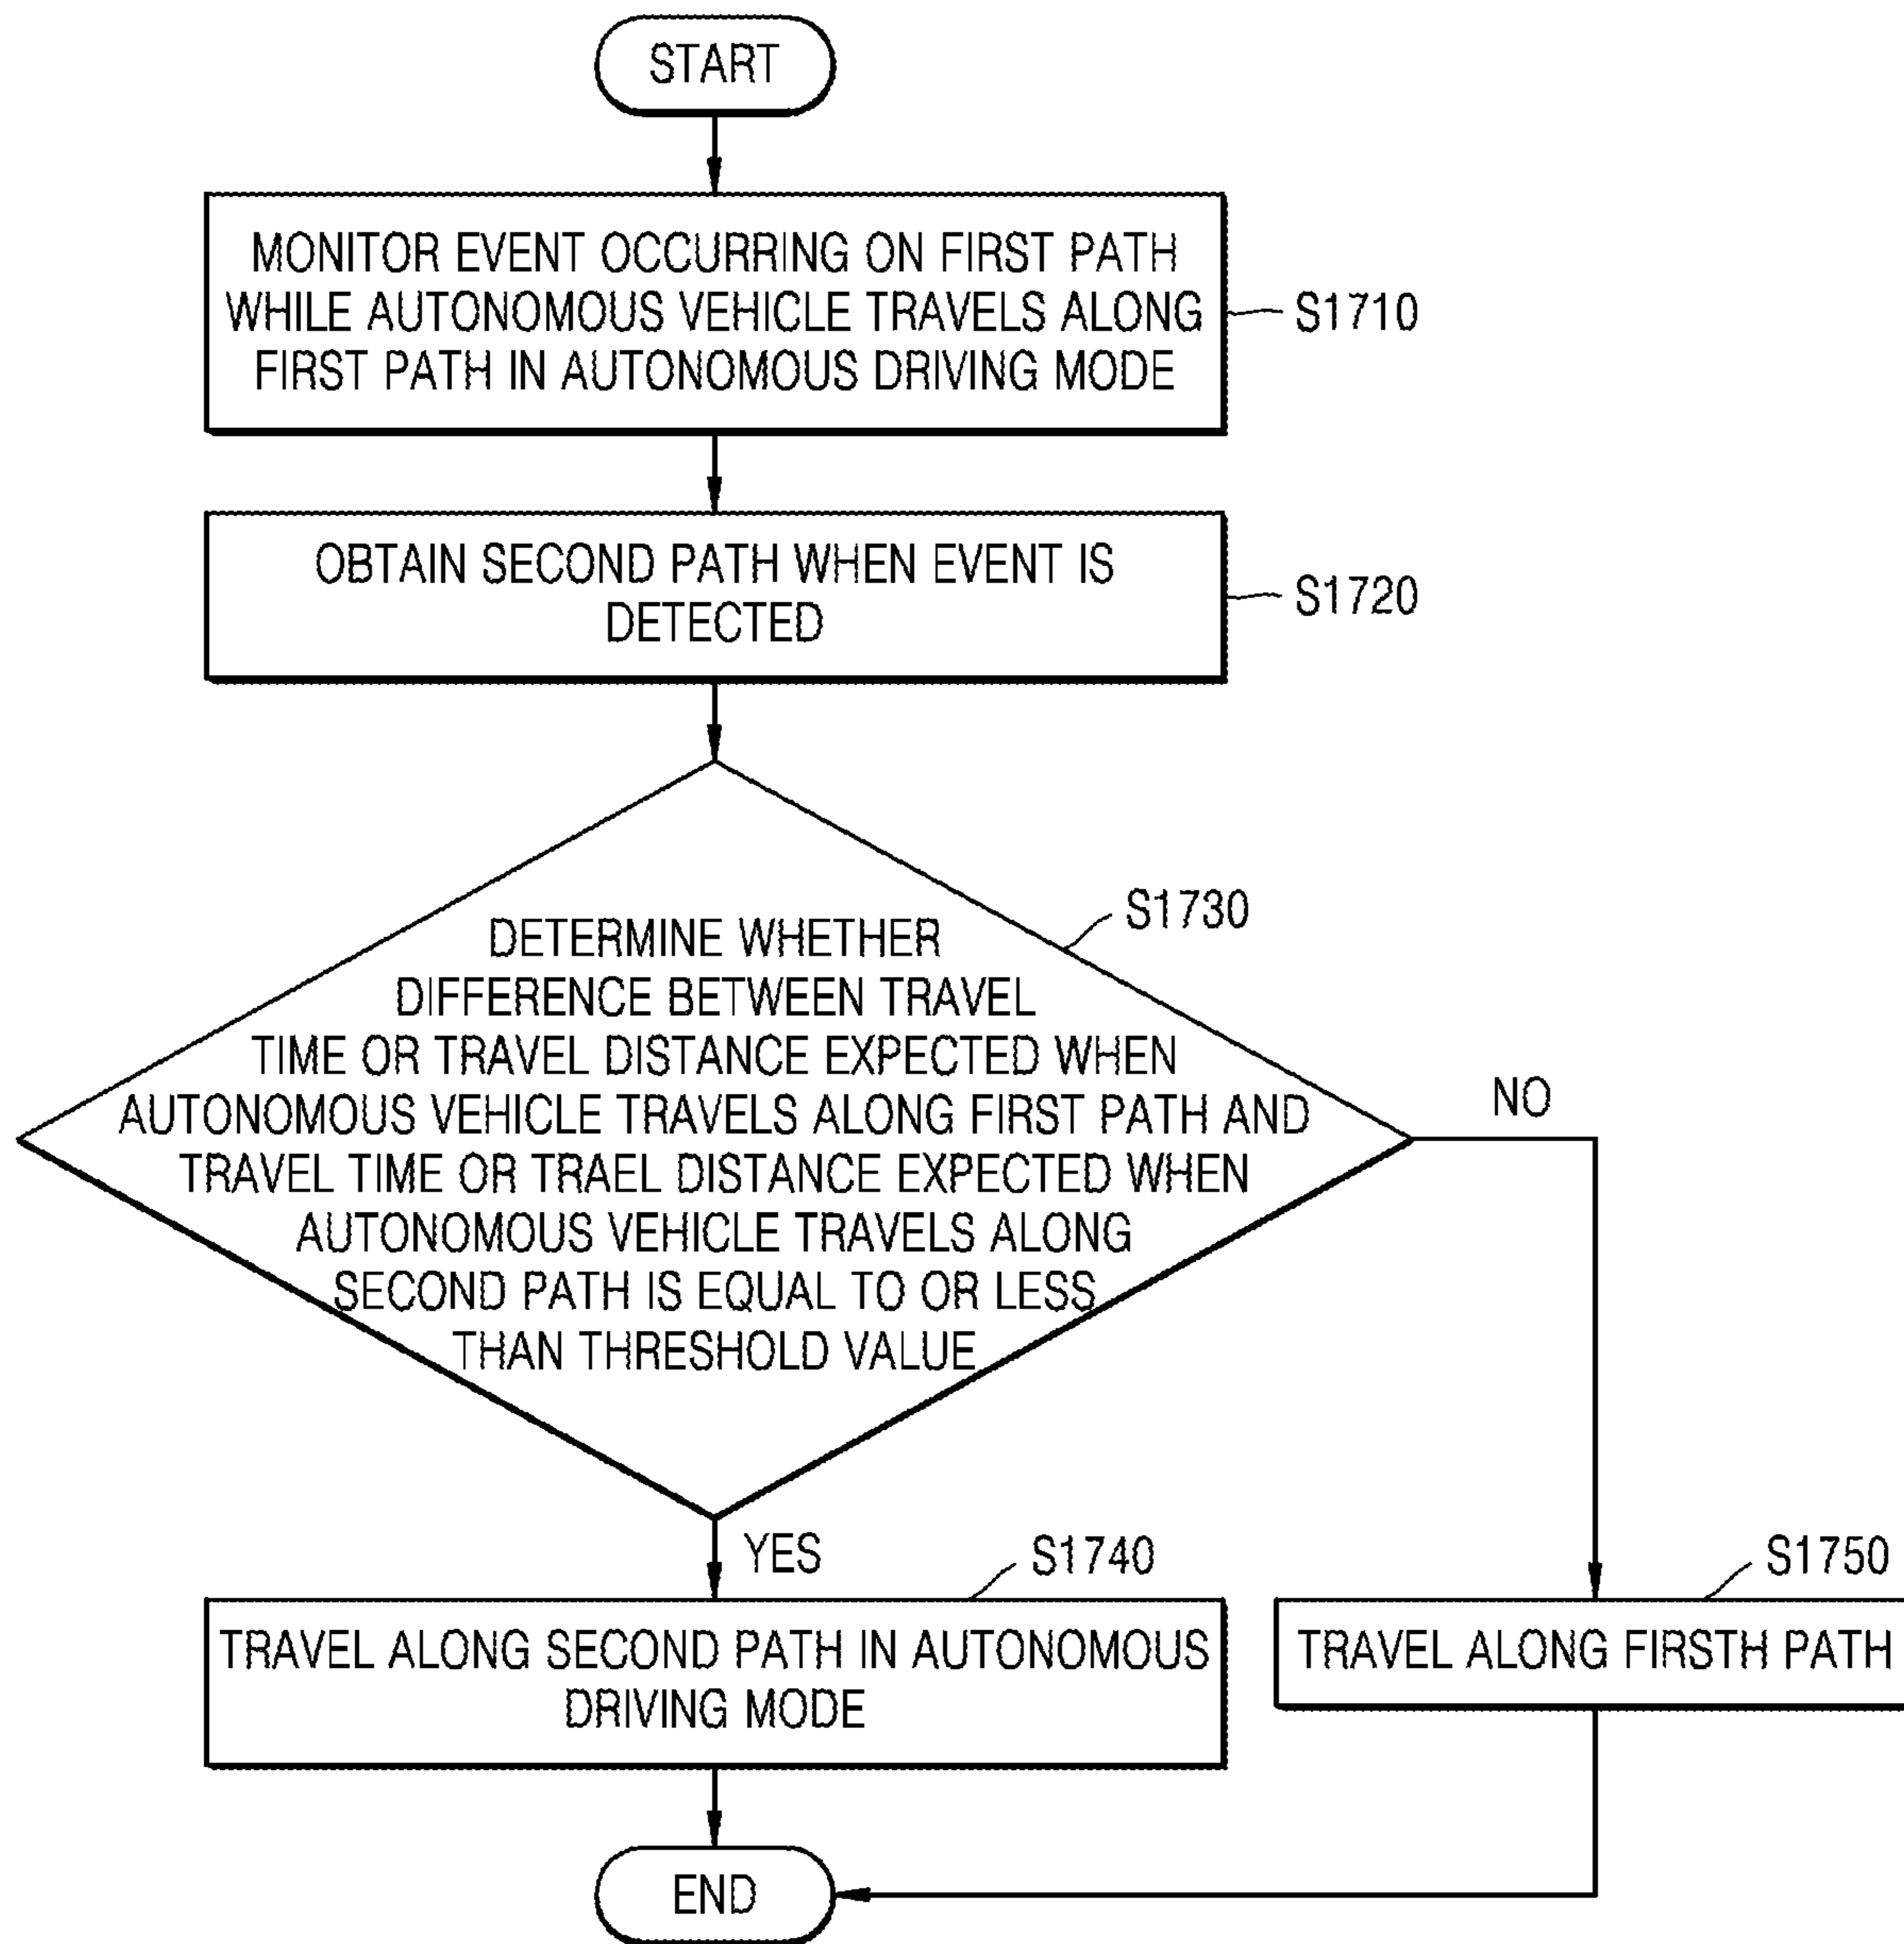 START
MONITOR EVENT OCCURRING ON FIRST PATH
WHILE AUTONOMOUS VEHICLE TRAVELS ALONG
FIRST PATH IN AUTONOMOUS DRIVING MODE
S1710
OBTAIN SECOND PATH WHEN EVENT IS
DETECTED
S1720
S1730
DETERMINE WHETHER
DIFFERENCE BETWEEN TRAVEL
TIME OR TRAVEL DISTANCE EXPECTED WHEN
AUTONOMOUS VEHICLE TRAVELS ALONG FIRST PATH AND
TRAVEL TIME OR TRAEL DISTANCE EXPECTED WHEN
AUTONOMOUS VEHICLE TRAVELS ALONG
SECOND PATH IS EQUAL TO OR LESS
THAN THRESHOLD VALUE
NO
YES
S1740
TRAVEL ALONG SECOND PATH IN AUTONOMOUS
DRIVING MODE
S1750
TRAVEL ALONG FIRSTH PATH
END